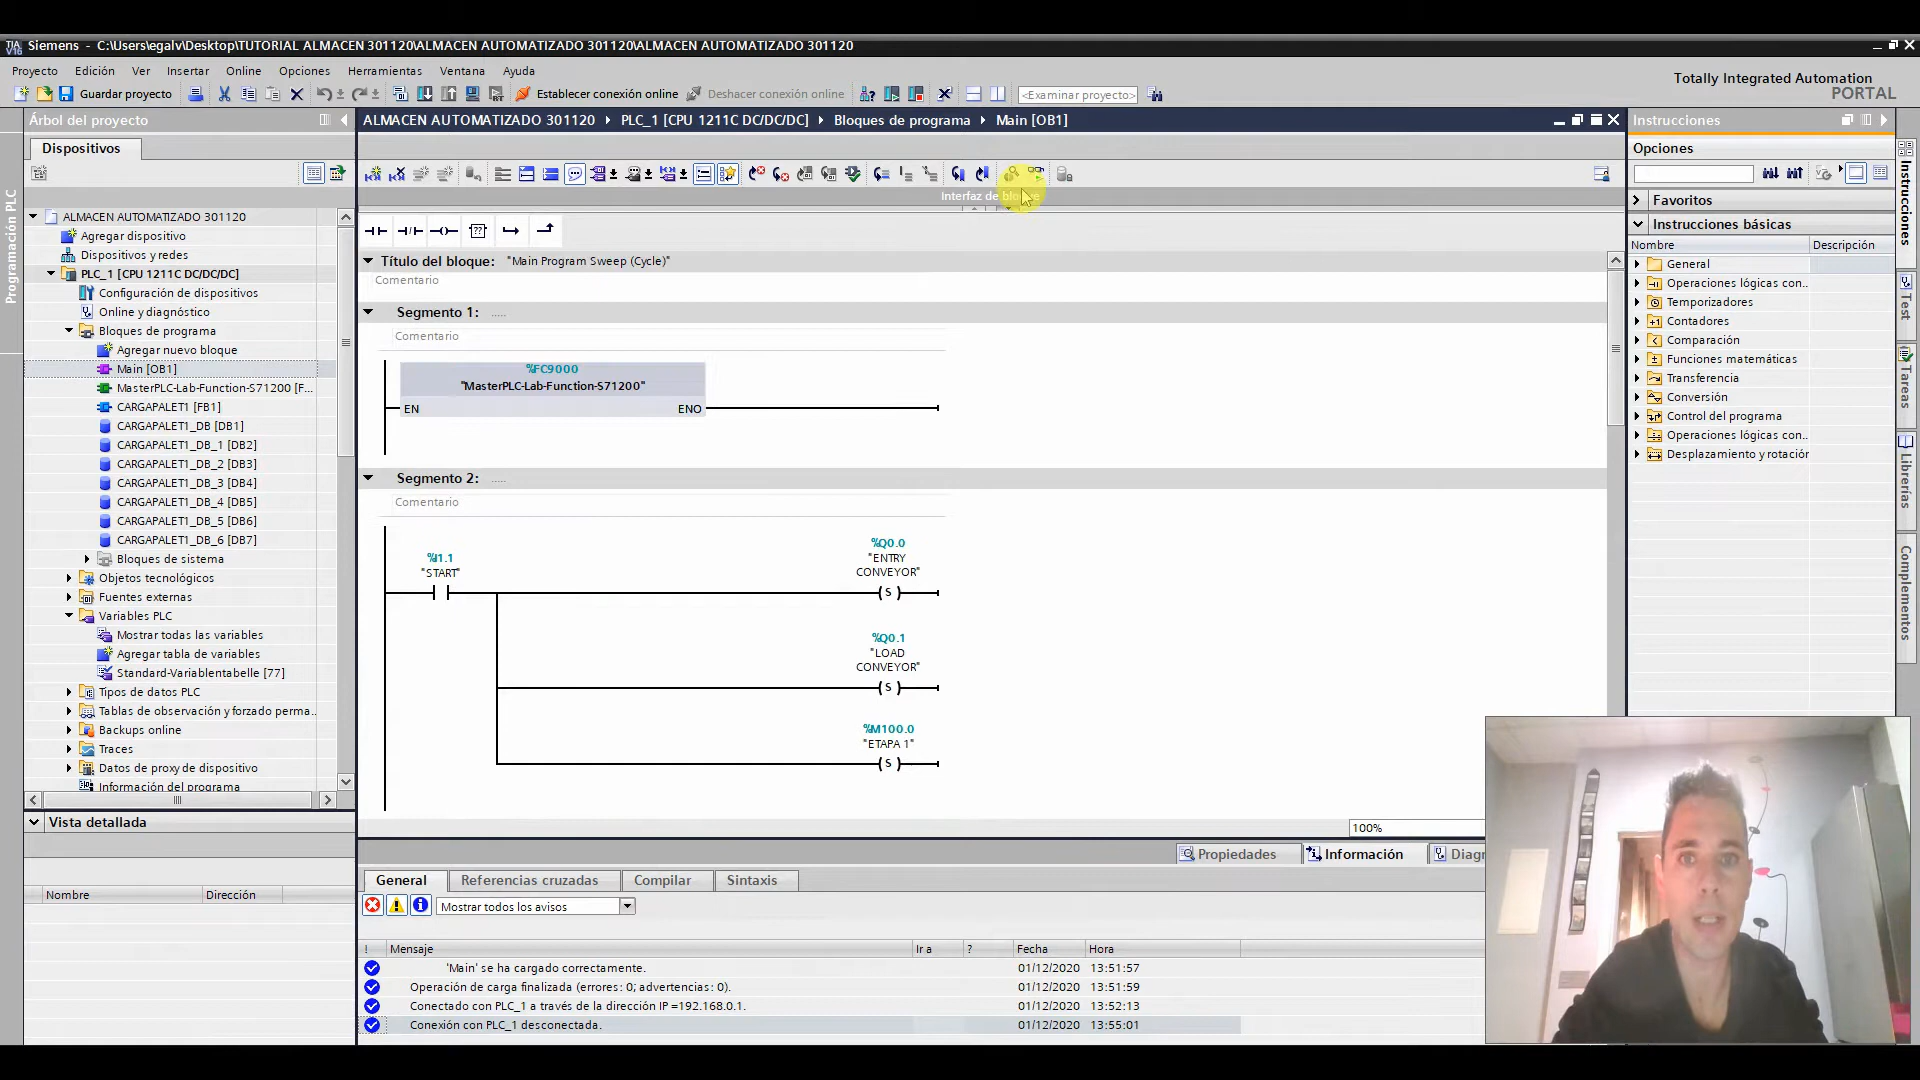 TIA V16 Siemens - C:\Users\egalv\Desktop\TUTORIAL ALMACEN 301120\ALMACEN AUTOMATIZADO 301120\ALMACEN AUTOMATIZADO 301120
Proyecto Edición Ver Insertar Online Opciones Herramientas Ventana Ayuda
Totally Integrated Automation
PORTAL
Guardar proyecto Establecer conexión online Deshacer conexión online <Examinar proyecto>
Árbol del proyecto
ALMACEN AUTOMATIZADO 301120 PLC_1 [CPU 1211C DC/DC/DC] Bloques de programa Main [OB1]
Instrucciones
Dispositivos
Opciones
Programación PLC
Interfaz de
Favoritos
Instrucciones básicas
Nombre Descripción
General
Operaciones lógicas con..
Temporizadores
Contadores
Comparación
Funciones matemáticas
Transferencia
Conversión
Control del programa
Operaciones lógicas con..
Desplazamiento y rotación
Instrucciones
Test
Tareas
Librerías
Complementos
ALMACEN AUTOMATIZADO 301120
Agregar dispositivo
Dispositivos y redes
PLC_1 [CPU 1211C DC/DC/DC]
Configuración de dispositivos
Online y diagnóstico
Bloques de programa
Agregar nuevo bloque
Main [OB1]
MasterPLC-Lab-Function-S71200 [F...
CARGAPALET1 [FB1]
CARGAPALET1_DB [DB1]
CARGAPALET1_DB_1 [DB2]
CARGAPALET1_DB_2 [DB3]
CARGAPALET1_DB_3 [DB4]
CARGAPALET1_DB_4 [DB5]
CARGAPALET1_DB_5 [DB6]
CARGAPALET1_DB_6 [DB7]
Bloques de sistema
Objetos tecnológicos
Fuentes externas
Variables PLC
Mostrar todas las variables
Agregar tabla de variables
Standard-Variablentabelle [77]
Tipos de datos PLC
Tablas de observación y forzado perma..
Backups online
Traces
Datos de proxy de dispositivo
Información del programa
Vista detallada
Nombre Dirección
??
Título del bloque: "Main Program Sweep (Cycle)"
Comentario
Segmento 1: .....
Comentario
%FC9000
"MasterPLC-Lab-Function-S71200"
EN ENO
Segmento 2: .....
Comentario
%I1.1
"START"
%Q0.0
"ENTRY
CONVEYOR"
S
%Q0.1
"LOAD
CONVEYOR"
S
%M100.0
"ETAPA 1"
S
100%
Propiedades Información Diagn
General Referencias cruzadas Compilar Sintaxis
Mostrar todos los avisos
! Mensaje Ir a ? Fecha Hora
'Main' se ha cargado correctamente. 01/12/2020 13:51:57
Operación de carga finalizada (errores: 0; advertencias: 0). 01/12/2020 13:51:59
Conectado con PLC_1 a través de la dirección IP =192.168.0.1. 01/12/2020 13:52:13
Conexión con PLC_1 desconectada. 01/12/2020 13:55:01